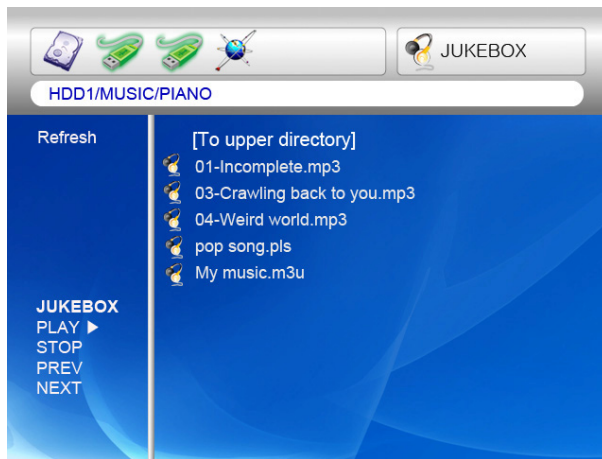 JUKEBOX
HDD1/MUSIC/PIANO
Refresh
[To upper directory]
01-Incomplete.mp3
03-Crawling back to you.mp3
04-Weird world.mp3
pop song.pls
My music.m3u
JUKEBOX
PLAY ▶
STOP
PREV
NEXT